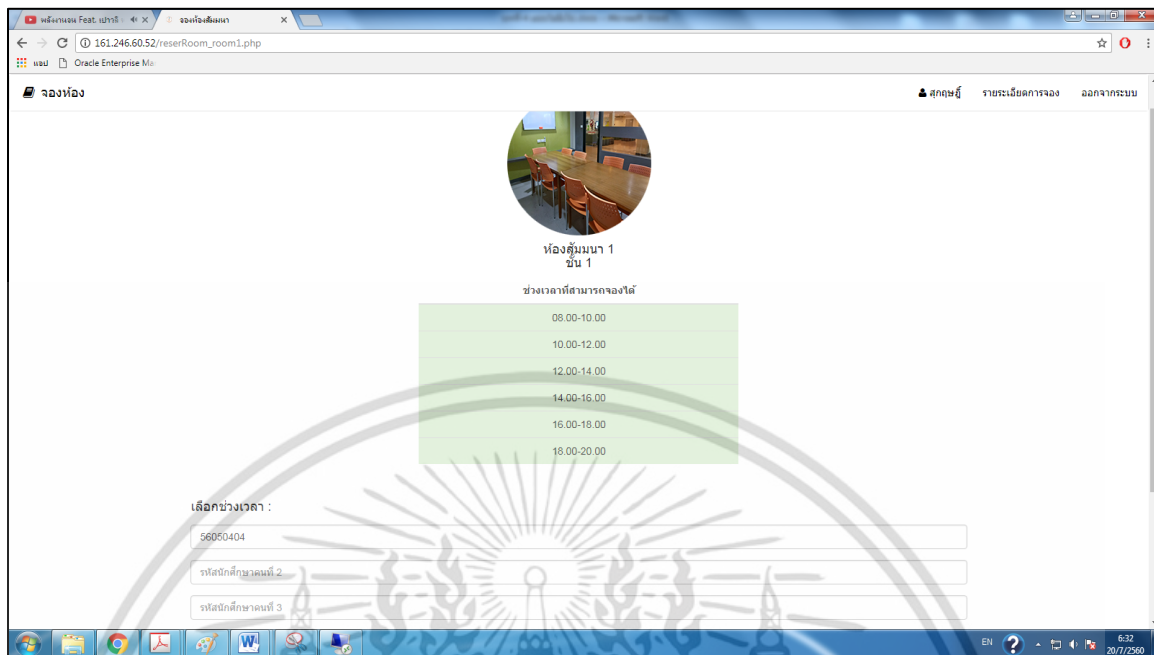 พลังงานจน Feat. เปาวลี
จองห้องสัมมนา
161.246.60.52/reserRoom_room1.php
แอป Oracle Enterprise Ma
จองห้อง สุกฤษฎิ์ รายระเอียดการจอง ออกจากระบบ
ห้องสัมมนา 1
ชั้น 1
ช่วงเวลาที่สามารถจองได้
08.00-10.00
10.00-12.00
12.00-14.00
14.00-16.00
16.00-18.00
18.00-20.00
เลือกช่วงเวลา :
56050404
รหัสนักศึกษาคนที่ 2
รหัสนักศึกษาคนที่ 3
EN 6:32
20/7/2560